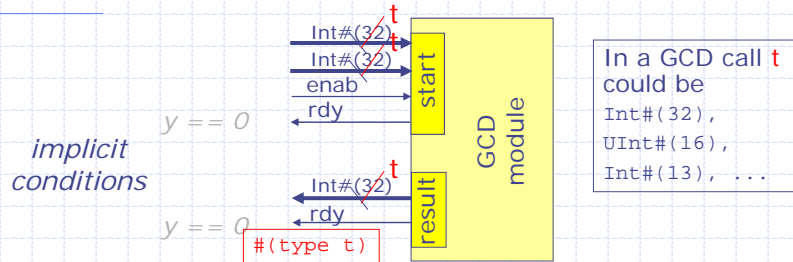 Int#(32) t
Int#(32) t
enab
rdy
y == 0
start
implicit
conditions
GCD
module
Int#(32) t
rdy
y == 0
result
#(type t)
In a GCD call t
could be
Int#(32),
UInt#(16),
Int#(13), ...